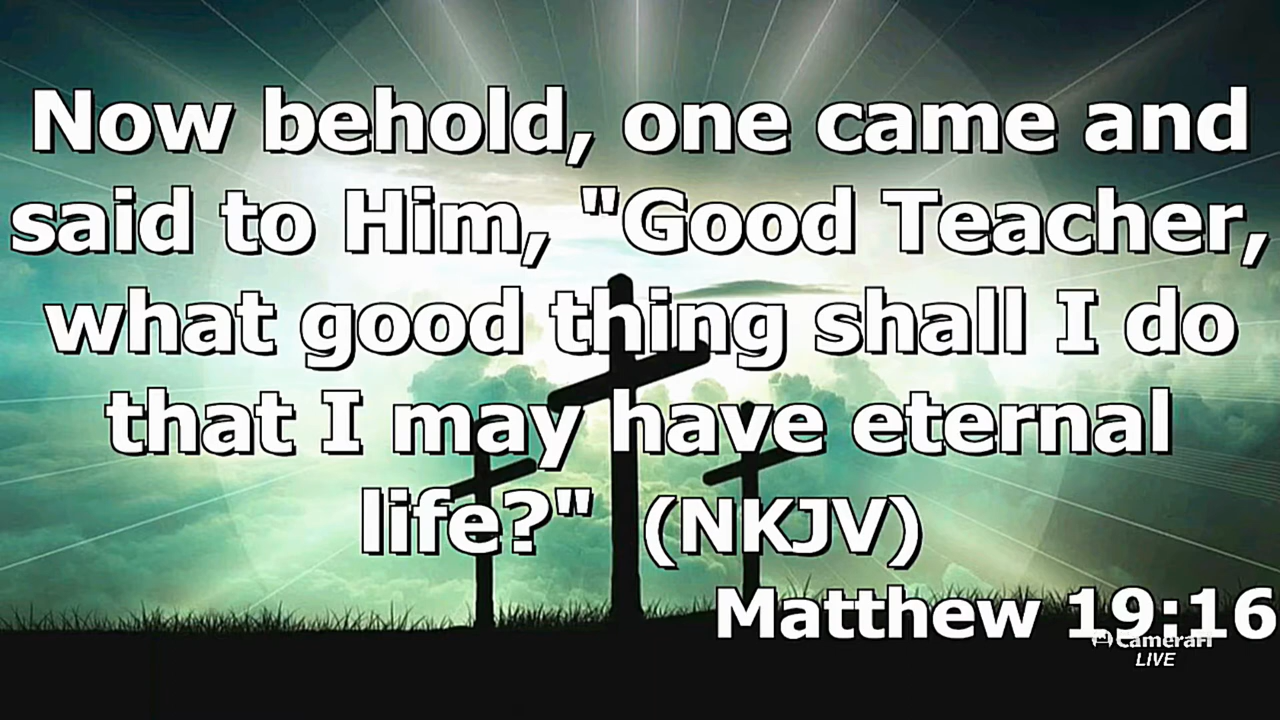 Now behold, one came and
said to Him, "Good Teacher,
what good thing shall I do
that I may have eternal
life?" (NKJV)
Matthew 19:16
CameraFi
LIVE